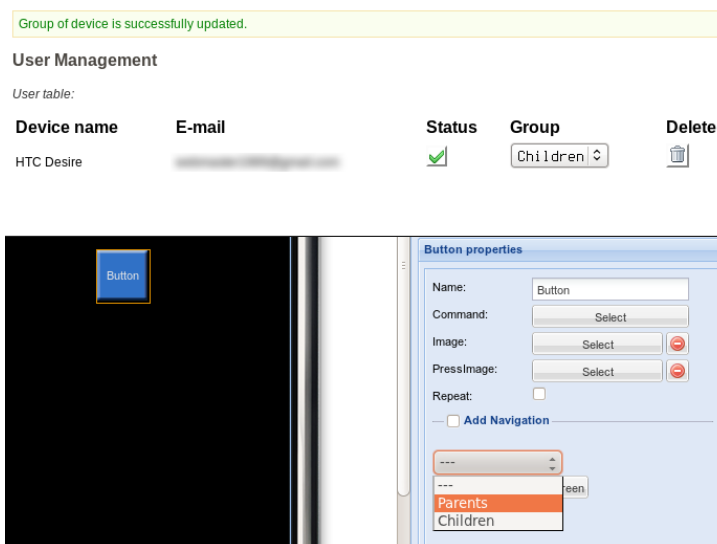 Group of device is successfully updated.
User Management
User table:
Device name E-mail Status Group Delete
HTC Desire Children
Button
Button properties
Name: Button
Command: Select
Image: Select
PressImage: Select
Repeat:
Add Navigation
---
---
Parents
Children